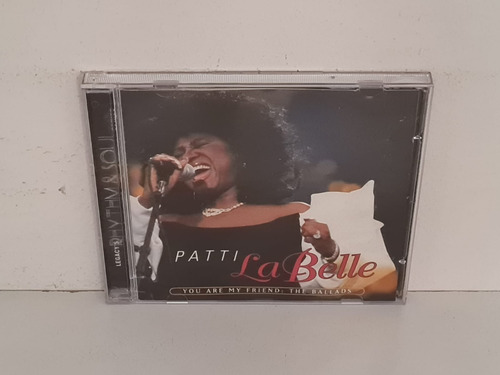 LEGACY'S RHYTHM & SOUL
PATTI
LaBelle
YOU ARE MY FRIEND: THE BALLADS